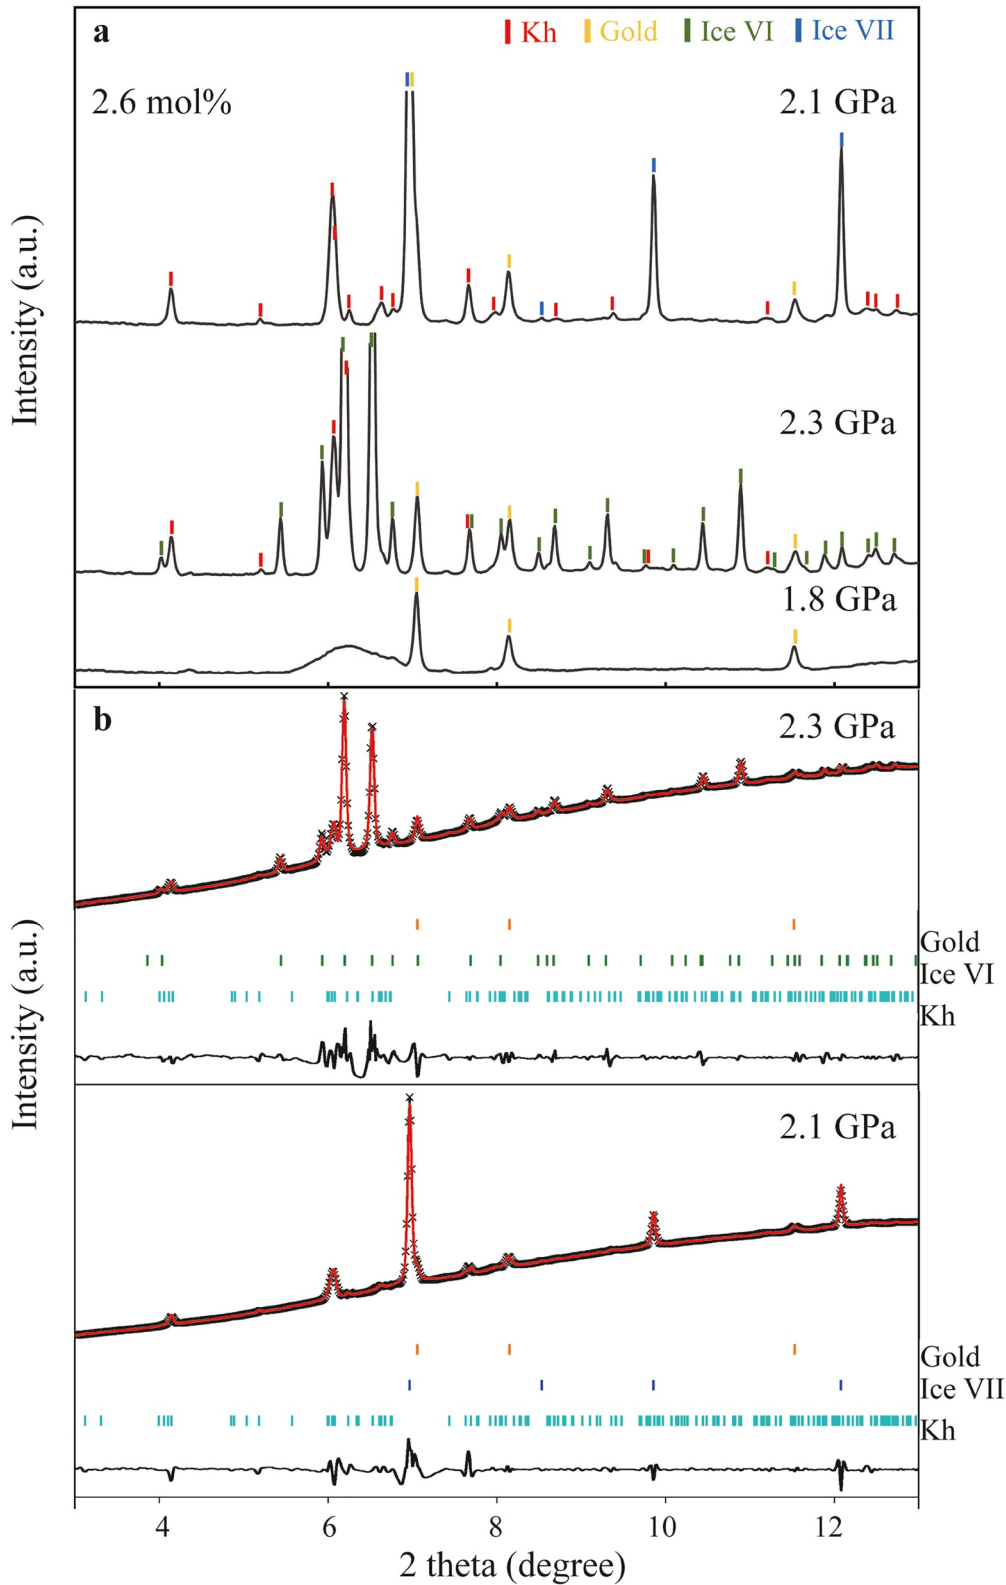 a
Kh Gold Ice VI Ice VII
2.6 mol%
2.1 GPa
2.3 GPa
1.8 GPa
Intensity (a.u.)
b
2.3 GPa
Gold
Ice VI
Kh
2.1 GPa
Gold
Ice VII
Kh
Intensity (a.u.)
4 6 8 10 12
2 theta (degree)